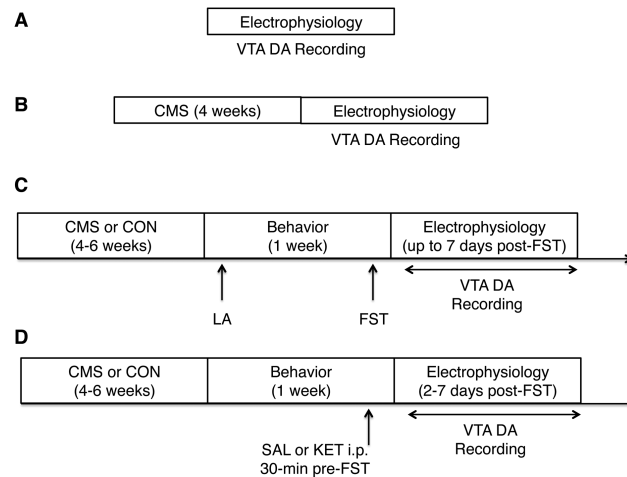 A
Electrophysiology
VTA DA Recording
B
CMS (4 weeks)
Electrophysiology
VTA DA Recording
C
CMS or CON
(4-6 weeks)
Behavior
(1 week)
Electrophysiology
(up to 7 days post-FST)
LA
FST
VTA DA
Recording
D
CMS or CON
(4-6 weeks)
Behavior
(1 week)
Electrophysiology
(2-7 days post-FST)
SAL or KET i.p.
30-min pre-FST
VTA DA
Recording